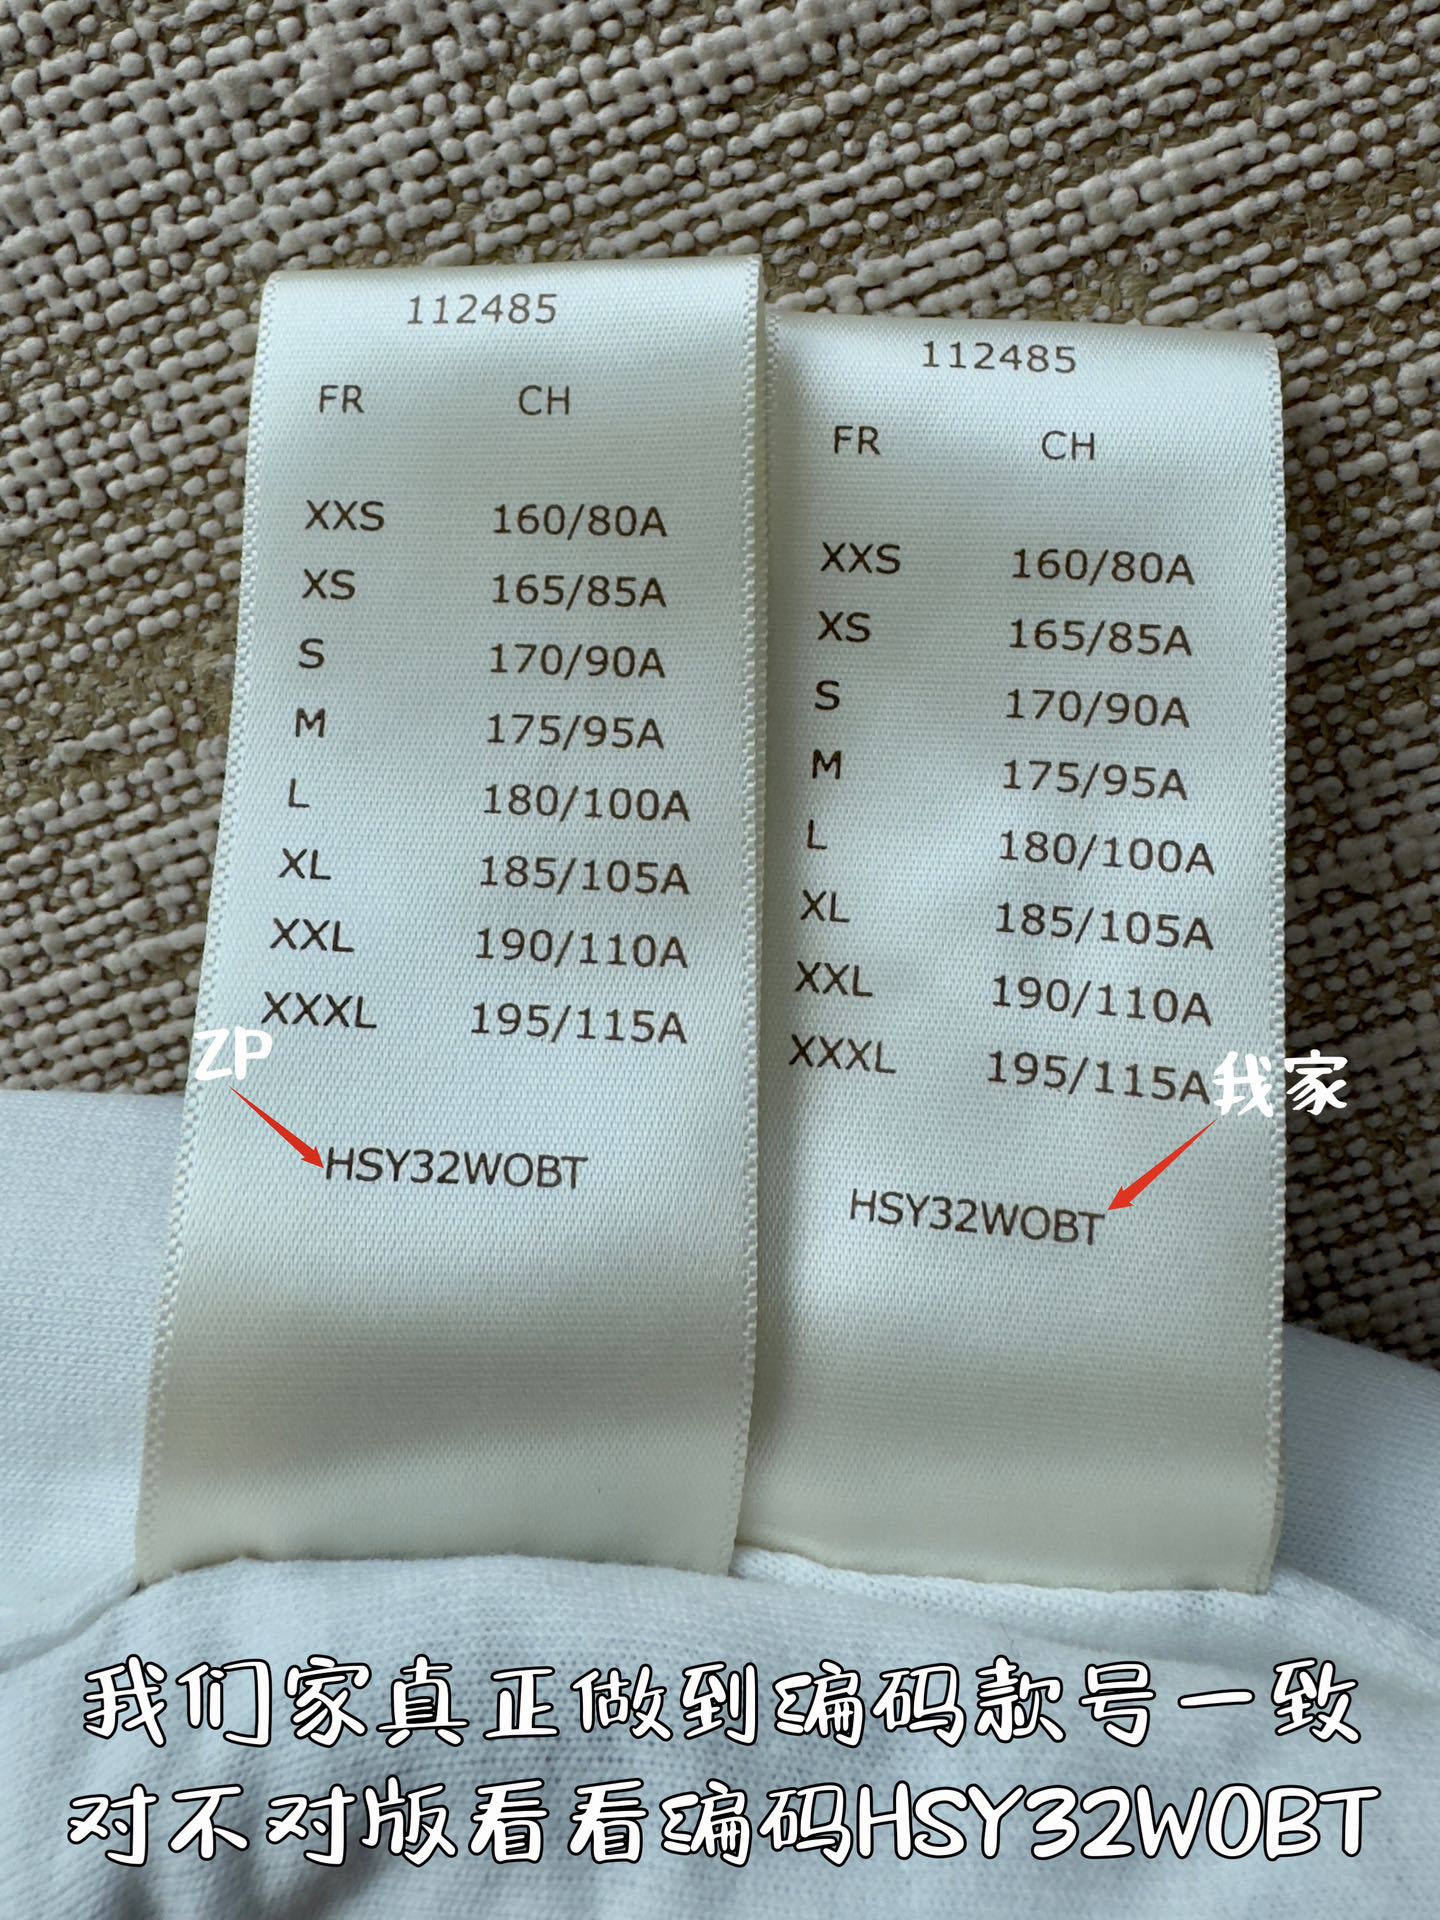 112485
FR CH
XXS 160/80A
XS 165/85A
S 170/90A
M 175/95A
L 180/100A
XL 185/105A
XXL 190/110A
XXXL 195/115A
ZP
HSY32WOBT
112485
FR CH
XXS 160/80A
XS 165/85A
S 170/90A
M 175/95A
L 180/100A
XL 185/105A
XXL 190/110A
XXXL 195/115A
我家
HSY32WOBT
我们家真正做到编码款号一致
对不对版看看编码HSY32WOBT